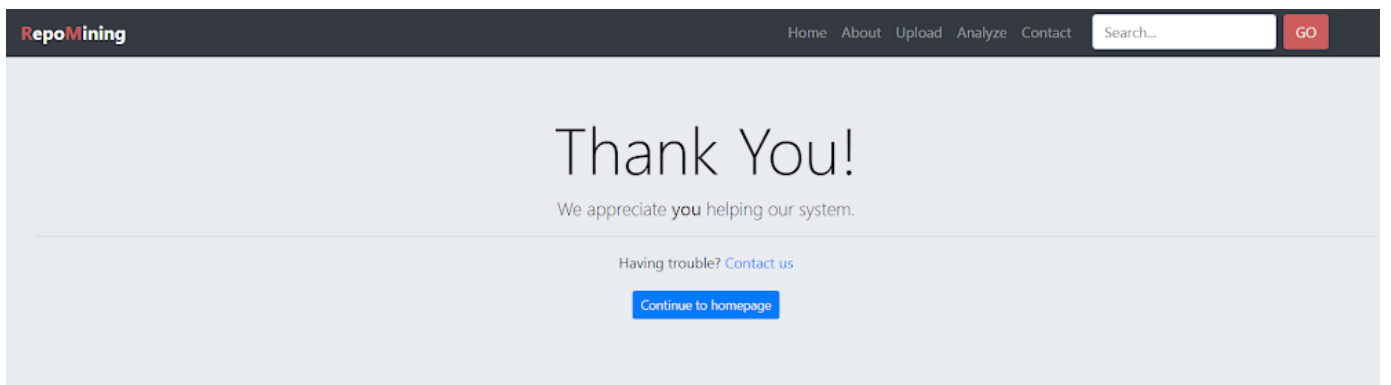 RepoMining Home About Upload Analyze Contact Search... GO
Thank You!
We appreciate you helping our system.
Having trouble? Contact us
Continue to homepage